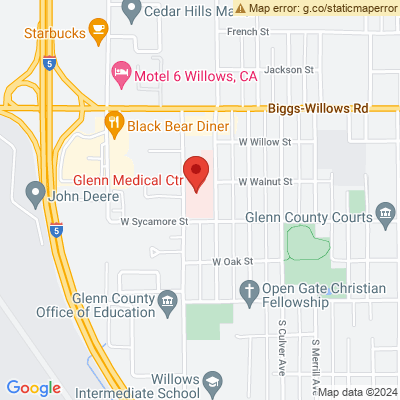 Map error: g.co/staticmaperror
Cedar Hills Ma
French St
Starbucks
Jackson St
5
Motel 6 Willows, CA
Biggs-Willows Rd
Black Bear Diner
W Willow St
Glenn Medical Ctr
W Walnut St
John Deere
Glenn County Courts
W Sycamore St
5
W Oak St
Glenn County
Office of Education
Open Gate Christian
Fellowship
S Culver Ave
S Merrill Ave
Willows
Intermediate School
Google
Map data ©2024